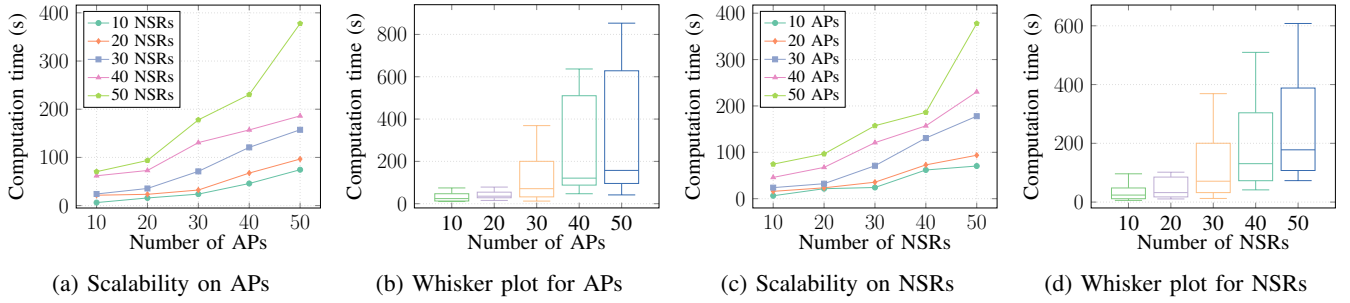 400
300
200
100
0
10
20
30
40
50
Computation time (s)
Number of APs
10 NSRs
20 NSRs
30 NSRs
40 NSRs
50 NSRs
(a) Scalability on APs
800
600
400
200
0
10
20
30
40
50
Computation time (s)
Number of APs
(b) Whisker plot for APs
400
300
200
100
0
10
20
30
40
50
Computation time (s)
Number of NSRs
10 APs
20 APs
30 APs
40 APs
50 APs
(c) Scalability on NSRs
600
400
200
0
10
20
30
40
50
Computation time (s)
Number of NSRs
(d) Whisker plot for NSRs